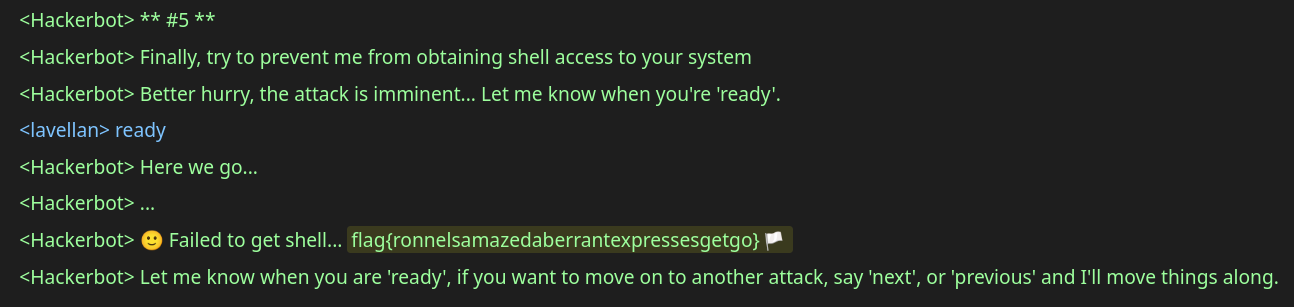 <Hackerbot> ** #5 **
<Hackerbot> Finally, try to prevent me from obtaining shell access to your system
<Hackerbot> Better hurry, the attack is imminent... Let me know when you're 'ready'.
<lavellan> ready
<Hackerbot> Here we go...
<Hackerbot> ...
<Hackerbot> 🙂 Failed to get shell... flag{ronnelsamazedaberrantexpressesgetgo} 🏳️
<Hackerbot> Let me know when you are 'ready', if you want to move on to another attack, say 'next', or 'previous' and I'll move things along.